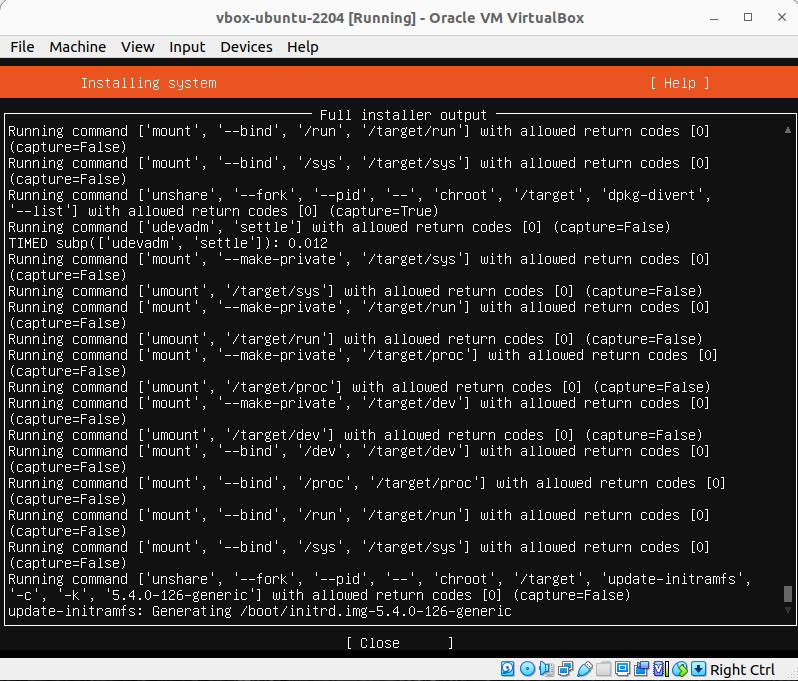 vbox-ubuntu-2204 [Running] - Oracle VM VirtualBox
File Machine View Input Devices Help
Installing system [ Help ]
Full installer output
Running command ['mount', '--bind', '/run', '/target/run'] with allowed return codes [0]
(capture=False)
Running command ['mount', '--bind', '/sys', '/target/sys'] with allowed return codes [0]
(capture=False)
Running command ['unshare', '--fork', '--pid', '--', 'chroot', '/target', 'dpkg-divert',
'--list'] with allowed return codes [0] (capture=True)
Running command ['udevadm', 'settle'] with allowed return codes [0] (capture=False)
TIMED subp(['udevadm', 'settle']): 0.012
Running command ['mount', '--make-private', '/target/sys'] with allowed return codes [0]
(capture=False)
Running command ['umount', '/target/sys'] with allowed return codes [0] (capture=False)
Running command ['mount', '--make-private', '/target/run'] with allowed return codes [0]
(capture=False)
Running command ['umount', '/target/run'] with allowed return codes [0] (capture=False)
Running command ['mount', '--make-private', '/target/proc'] with allowed return codes [0]
(capture=False)
Running command ['umount', '/target/proc'] with allowed return codes [0] (capture=False)
Running command ['mount', '--make-private', '/target/dev'] with allowed return codes [0]
(capture=False)
Running command ['umount', '/target/dev'] with allowed return codes [0] (capture=False)
Running command ['mount', '--bind', '/dev', '/target/dev'] with allowed return codes [0]
(capture=False)
Running command ['mount', '--bind', '/proc', '/target/proc'] with allowed return codes [0]
(capture=False)
Running command ['mount', '--bind', '/run', '/target/run'] with allowed return codes [0]
(capture=False)
Running command ['mount', '--bind', '/sys', '/target/sys'] with allowed return codes [0]
(capture=False)
Running command ['unshare', '--fork', '--pid', '--', 'chroot', '/target', 'update-initramfs',
'-c', '-k', '5.4.0-126-generic'] with allowed return codes [0] (capture=False)
update-initramfs: Generating /boot/initrd.img-5.4.0-126-generic
[ Close ]
Right Ctrl